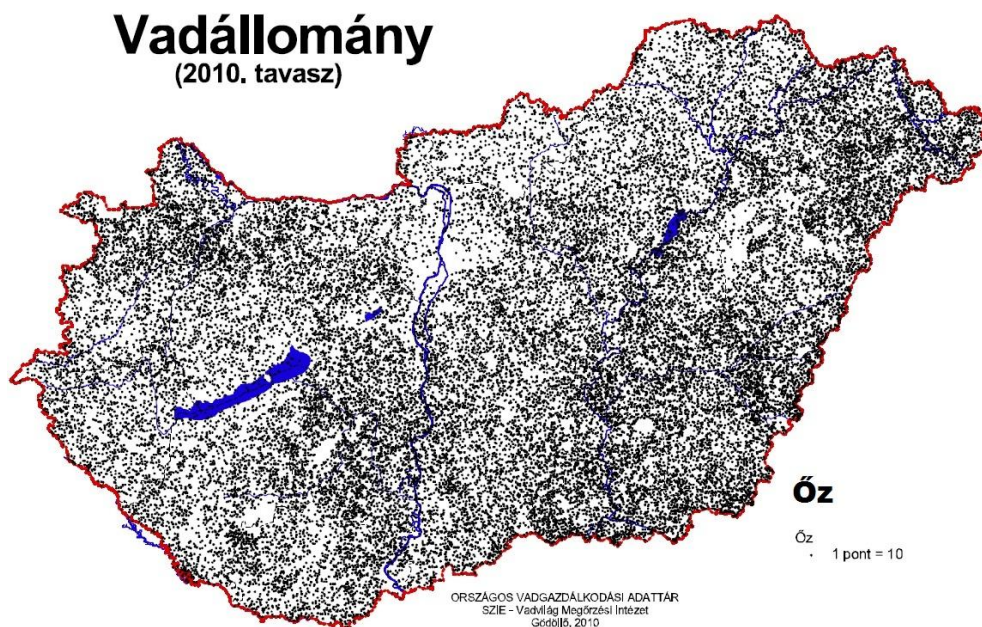 Vadállomány
(2010. tavasz)
Őz
Őz
1 pont = 10
ORSZÁGOS VADGAZDÁLKODÁSI ADATTÁR
SZIE - Vadvilág Megőrzési Intézet
Gödöllő, 2010